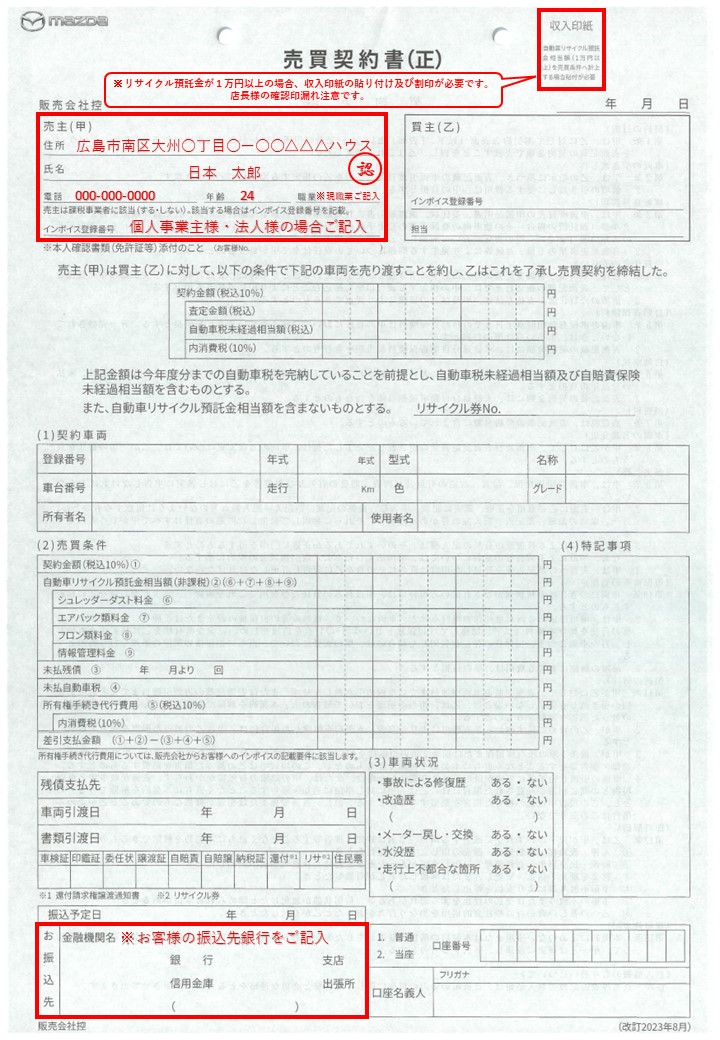 mazda
収入印紙
自動車リサイクル預託
金相当額(1万円以
上)を売買条件へ計上
する場合貼付が必要
売買契約書(正)
※リサイクル預託金が1万円以上の場合、収入印紙の貼り付け及び割印が必要です。
店長様の確認印漏れ注意です。
販売会社控
年 月 日
売主(甲)
住所 広島市南区大州〇丁目〇ー〇〇△△△ハウス
氏名 日本 太郎 認
電話 000-000-0000 年齢 24 職業※現職業ご記入
売主は課税事業者に該当(する・しない)。該当する場合はインボイス登録番号を記載。
インボイス登録番号 個人事業主様・法人様の場合ご記入
買主(乙)
インボイス登録番号
担当
※本人確認書類(免許証等)添付のこと (お客様No. )
売主(甲)は買主(乙)に対して、以下の条件で下記の車両を売り渡すことを約し、乙はこれを了承し売買契約を締結した。
契約金額(税込10%) 円
査定金額(税込) 円
自動車税未経過相当額(税込) 円
内消費税(10%) 円
上記金額は今年度分までの自動車税を完納していることを前提とし、自動車税未経過相当額及び自賠責保険
未経過相当額を含むものとする。
また、自動車リサイクル預託金相当額を含まないものとする。 リサイクル券No.
(1)契約車両
登録番号 年式 年式 型式 名称
車台番号 走行 Km 色 グレード
所有者名 使用者名
(2)売買条件
契約金額(税込10%)① 円
自動車リサイクル預託金相当額(非課税)②(⑥+⑦+⑧+⑨) 円
シュレッダーダスト料金 ⑥ 円
エアバック類料金 ⑦ 円
フロン類料金 ⑧ 円
情報管理料金 ⑨ 円
未払残債 ③ 年 月より 回 円
未払自動車税 ④ 円
所有権手続き代行費用 ⑤(税込10%) 円
内消費税(10%) 円
差引支払金額 (①+②)-(③+④+⑤) 円
所有権手続き代行費用については、販売会社からお客様へのインボイスの記載要件に該当します。
(4)特記事項
残債支払先
車両引渡日 年 月 日
書類引渡日 年 月 日
車検証 印鑑証 委任状 譲渡証 自賠責 自賠譲 納税証 還付※1 リサ※2 住民票
※1 還付請求権譲渡通知書 ※2 リサイクル券
(3)車両状況
・事故による修復歴 ある・ない
・改造歴 ある・ない
( )
・メーター戻し・交換 ある・ない
・水没歴 ある・ない
・走行上不都合な箇所 ある・ない
( )
振込予定日 年 月 日
お振込先
金融機関名 ※お客様の振込先銀行をご記入
銀行 支店
信用金庫 出張所
( )
1. 普通
2. 当座
口座番号
フリガナ
口座名義人
販売会社控
(改訂2023年8月)